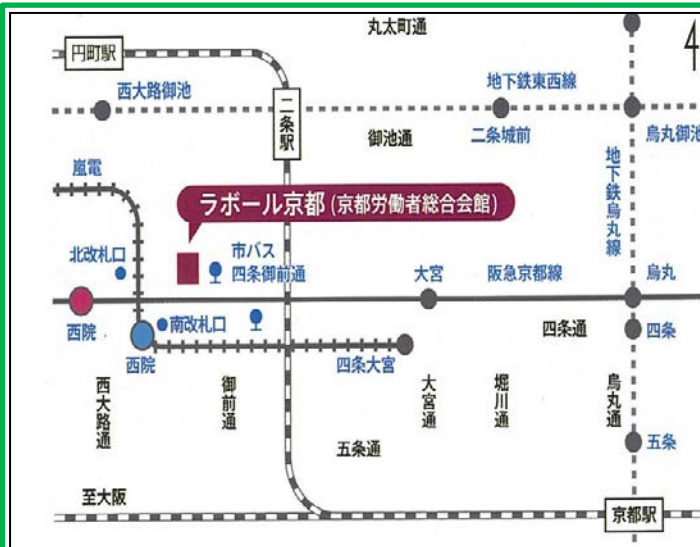 丸太町通
4
円町駅
西大路御池
二条駅
地下鉄東西線
御池通
二条城前
烏丸御池
嵐電
地下鉄烏丸線
ラボール京都(京都労働者総合会館)
北改札口
市バス
四条御前通
大宮
阪急京都線
烏丸
西院
南改札口
四条通
四条
西院
四条大宮
西大路通
御前通
大宮通
堀川通
烏丸通
五条通
五条
至大阪
京都駅